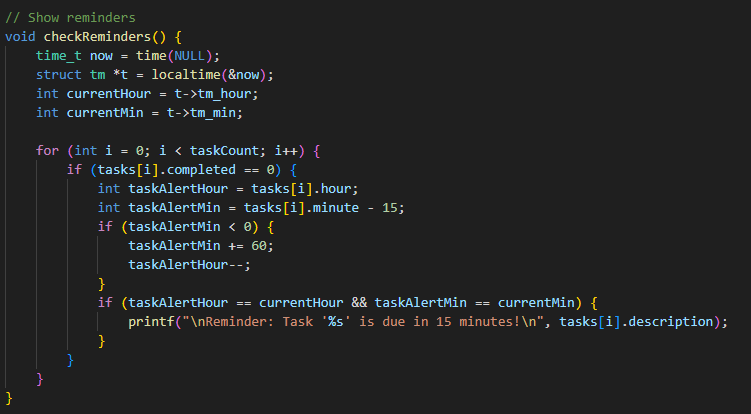 // Show reminders
void checkReminders() {
    time_t now = time(NULL);
    struct tm *t = localtime(&now);
    int currentHour = t->tm_hour;
    int currentMin = t->tm_min;

    for (int i = 0; i < taskCount; i++) {
        if (tasks[i].completed == 0) {
            int taskAlertHour = tasks[i].hour;
            int taskAlertMin = tasks[i].minute - 15;
            if (taskAlertMin < 0) {
                taskAlertMin += 60;
                taskAlertHour--;
            }
            if (taskAlertHour == currentHour && taskAlertMin == currentMin) {
                printf("\nReminder: Task '%s' is due in 15 minutes!\n", tasks[i].description);
            }
        }
    }
}